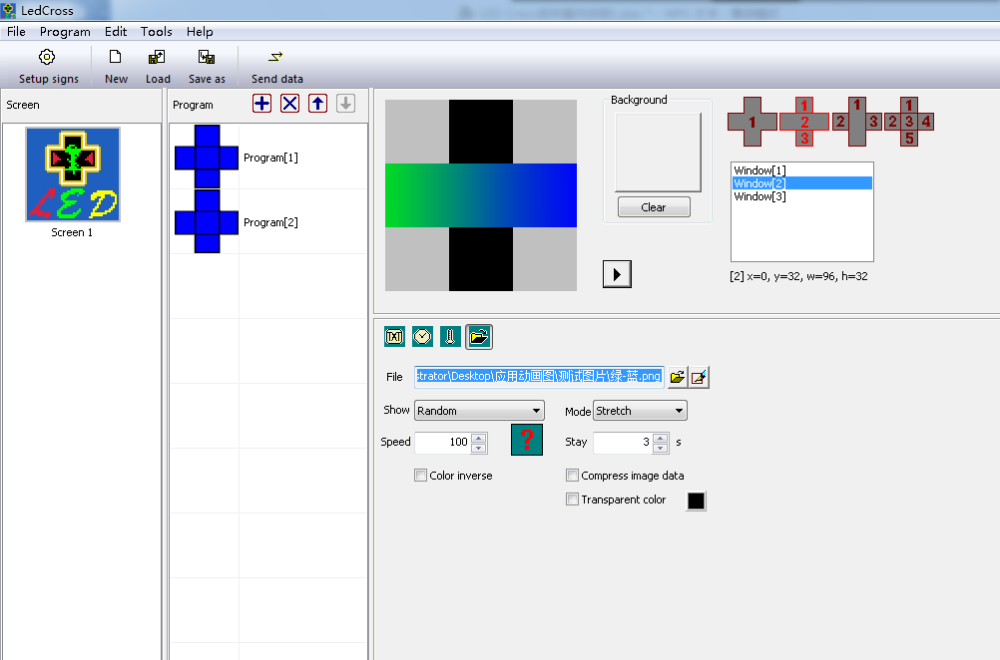 LedCross
File Program Edit Tools Help
Setup signs New Load Save as Send data
Screen
LED
Screen 1
Program
Program[1]
Program[2]
Background
Clear
1
1
2
3
1
2 3
1
2 3 4
5
Window[1]
Window[2]
Window[3]
[2] x=0, y=32, w=96, h=32
TXT
File strator\Desktop\应用动画图\测试图片\绿-蓝.png
Show Random Mode Stretch
Speed 100 ? Stay 3 s
Color inverse Compress image data
Transparent color